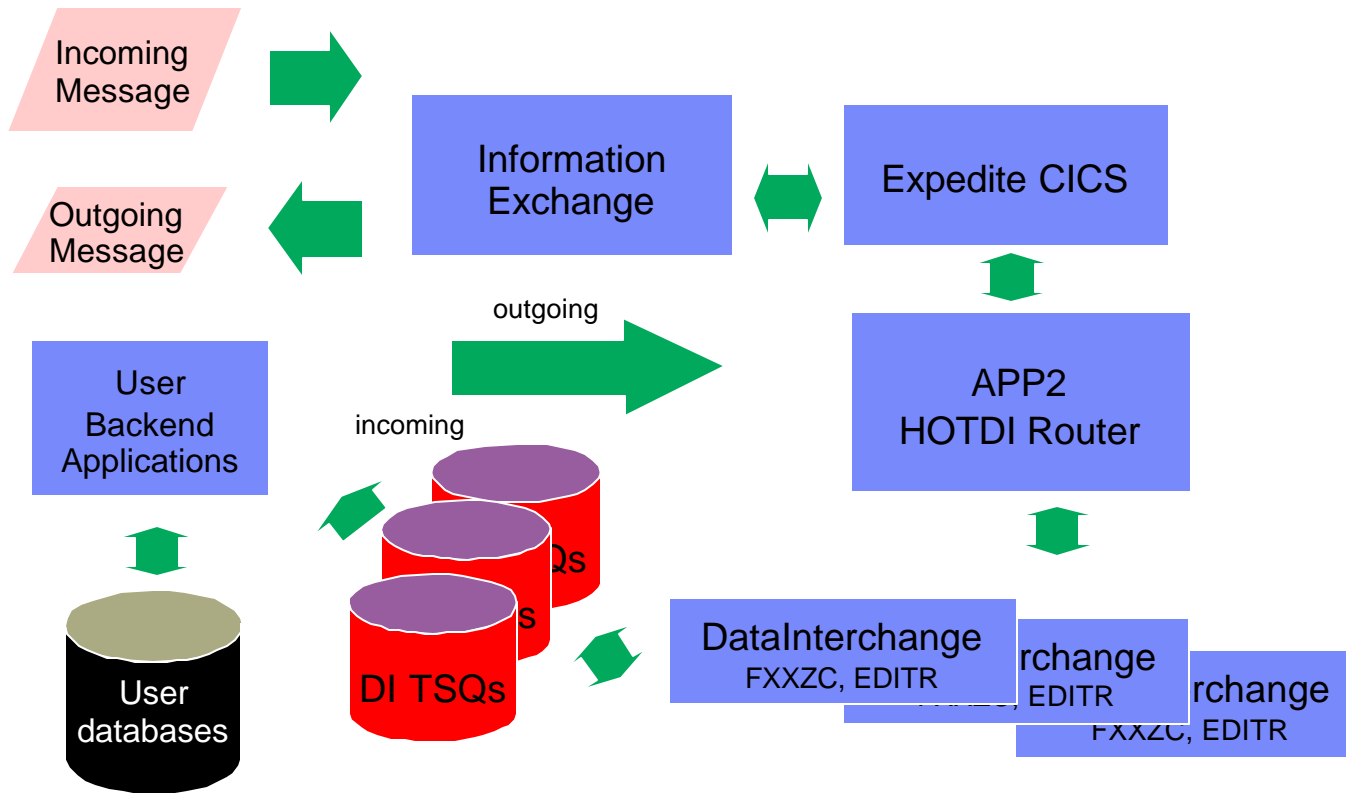 Incoming
Message
Information
Exchange
Expedite CICS
Outgoing
Message
outgoing
User
Backend
Applications
incoming
APP2
HOTDI Router
Qs
s
DI TSQs
User
databases
DataInterchange
FXXZC, EDITR
rchange
EDITR
rchange
FXXZC, EDITR